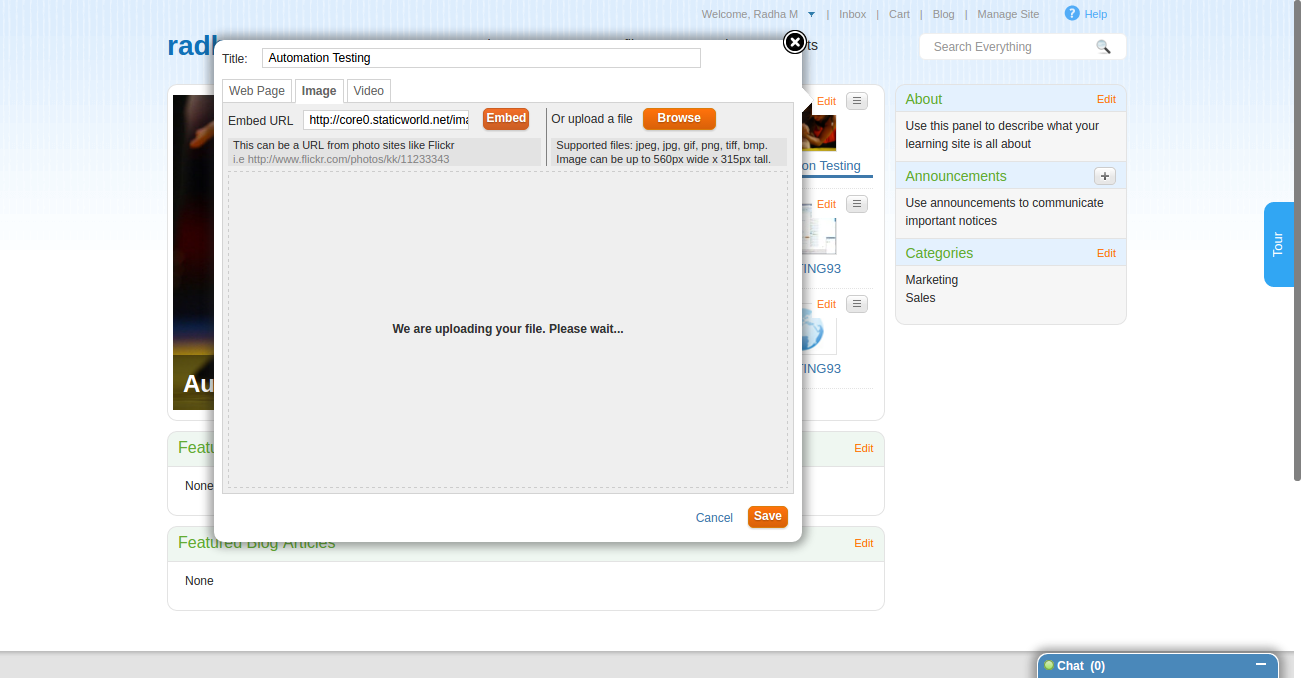 Welcome, Radha M | Inbox | Cart | Blog | Manage Site ? Help
Search Everything
Title: Automation Testing
Web Page Image Video
Embed URL http://core0.staticworld.net/ima Embed Or upload a file Browse
This can be a URL from photo sites like Flickr
i.e http://www.flickr.com/photos/kk/11233343
Supported files: jpeg, jpg, gif, png, tiff, bmp.
Image can be up to 560px wide x 315px tall.
We are uploading your file. Please wait...
Cancel Save
Edit
on Testing
Edit
TING93
Edit
TING93
About Edit
Use this panel to describe what your
learning site is all about
Announcements +
Use announcements to communicate
important notices
Categories Edit
Marketing
Sales
Tour
Au
Featu Edit
None
Featured Blog Articles Edit
None
Chat (0)